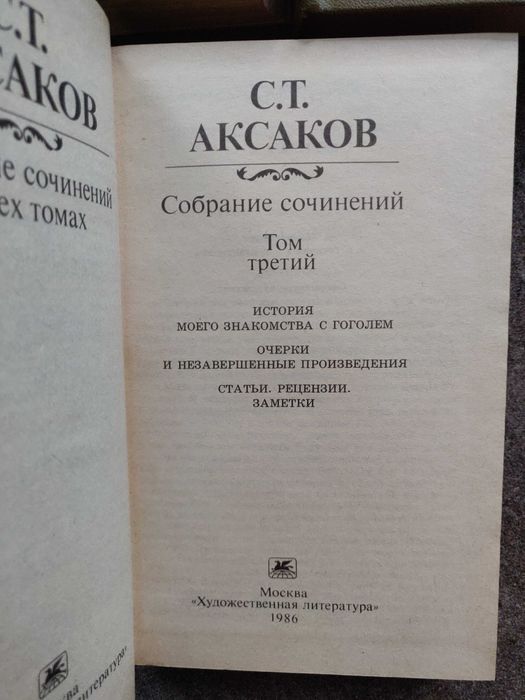 С.Т.
АКСАКОВ
сочинений
томах
С.Т.
АКСАКОВ
Собрание сочинений
Том
третий
ИСТОРИЯ
МОЕГО ЗНАКОМСТВА С ГОГОЛЕМ
ОЧЕРКИ
И НЕЗАВЕРШЕННЫЕ ПРОИЗВЕДЕНИЯ
СТАТЬИ. РЕЦЕНЗИИ.
ЗАМЕТКИ
Москва
«Художественная литература»
1986